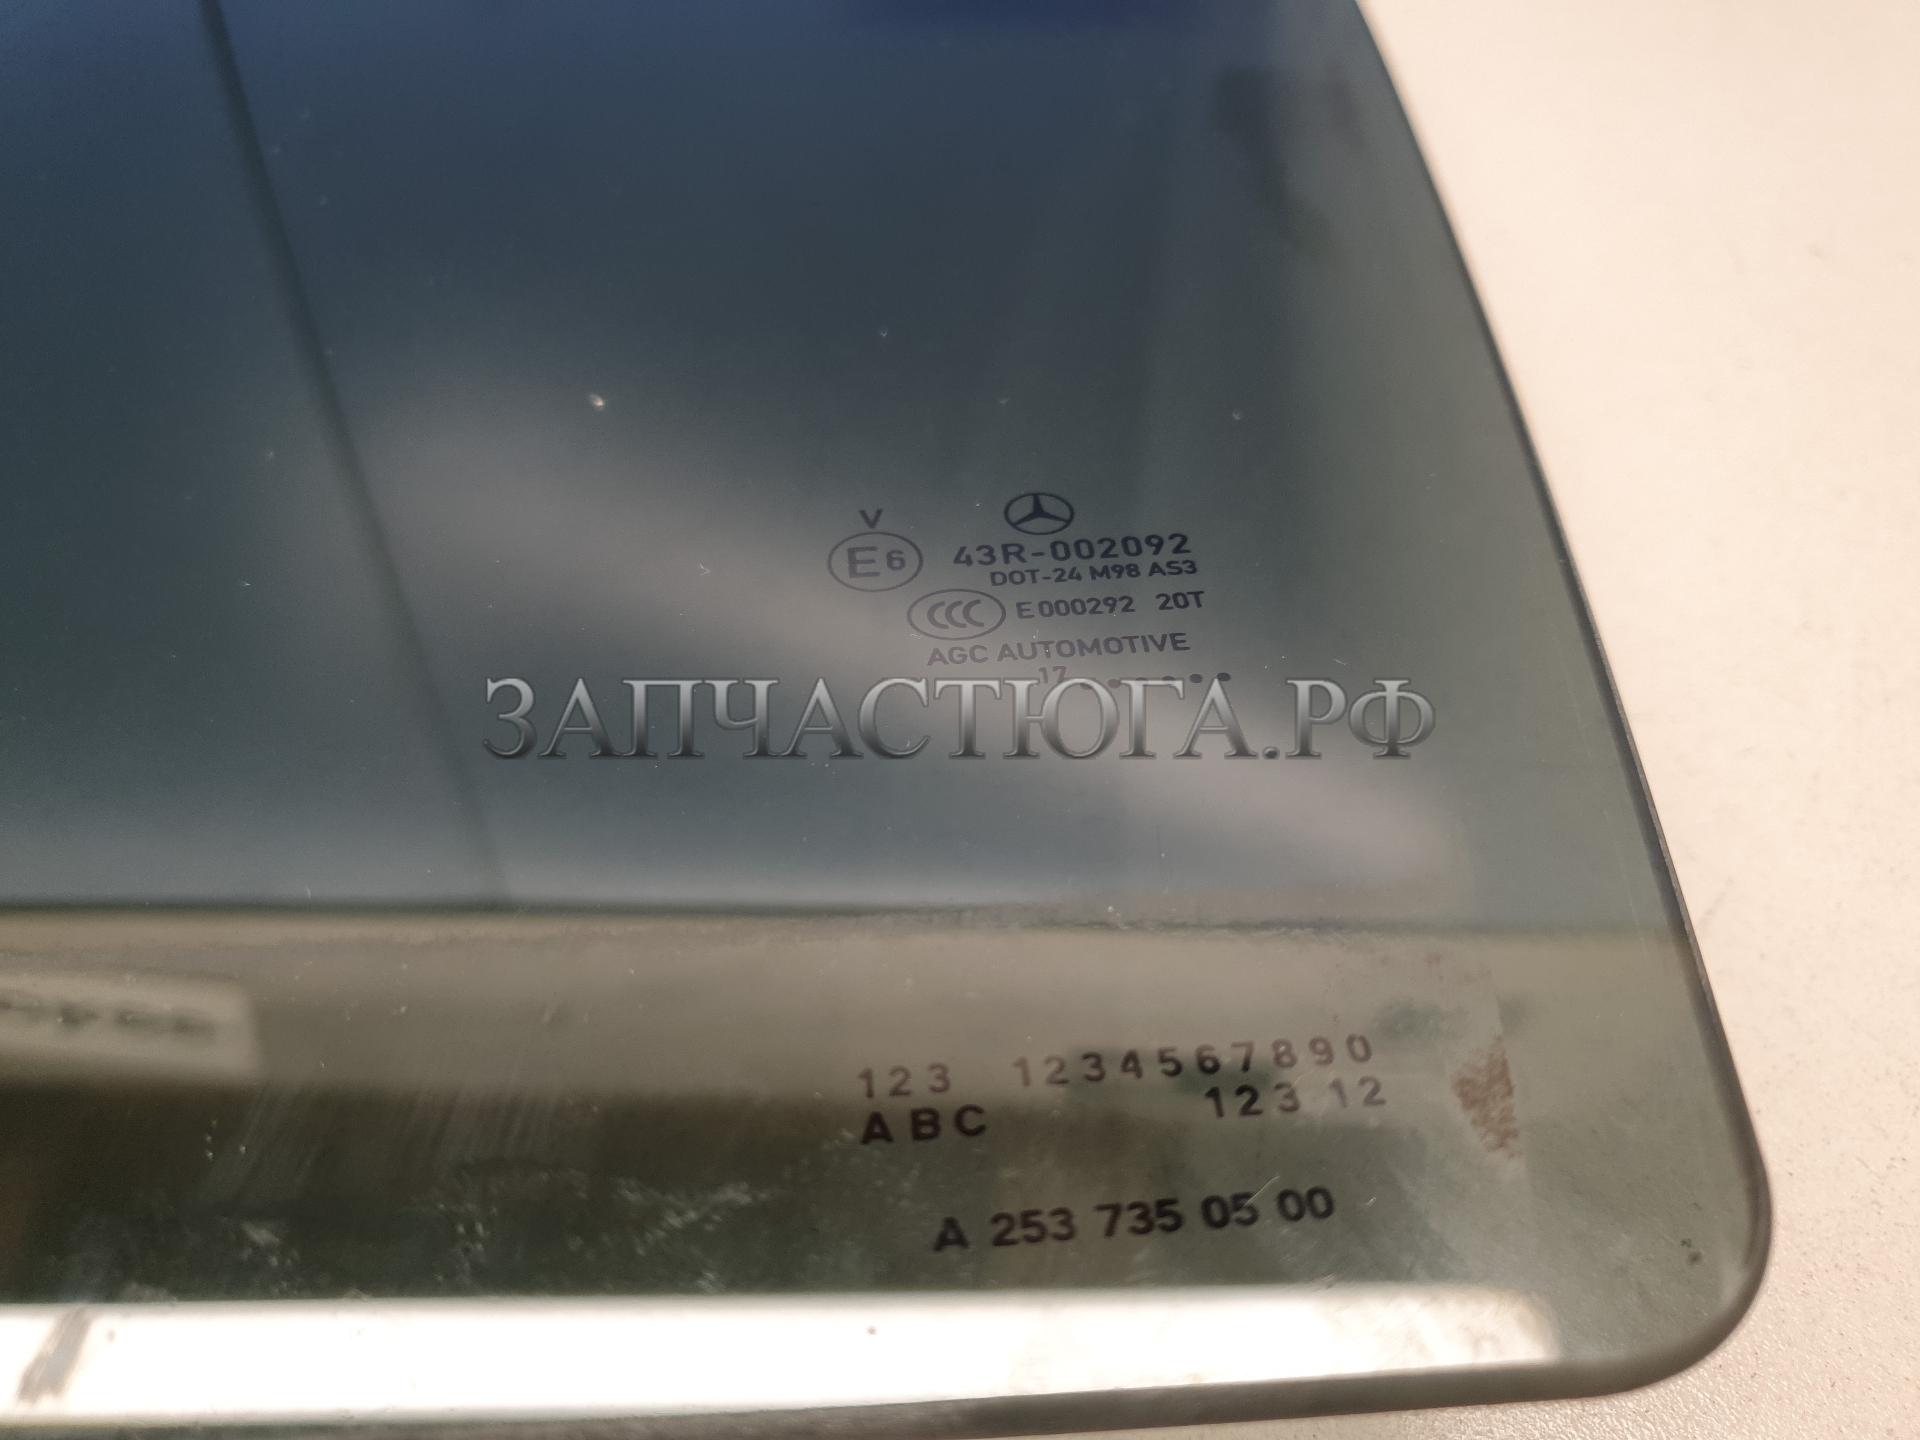 V
E6 43R-002092
DOT-24 M98 AS3
CCC E000292 20T
AGC AUTOMOTIVE
17 . . . . . .
ЗАПЧАСТЮГА.РФ
123 1234567890
ABC 123 12
A 253 735 05 00